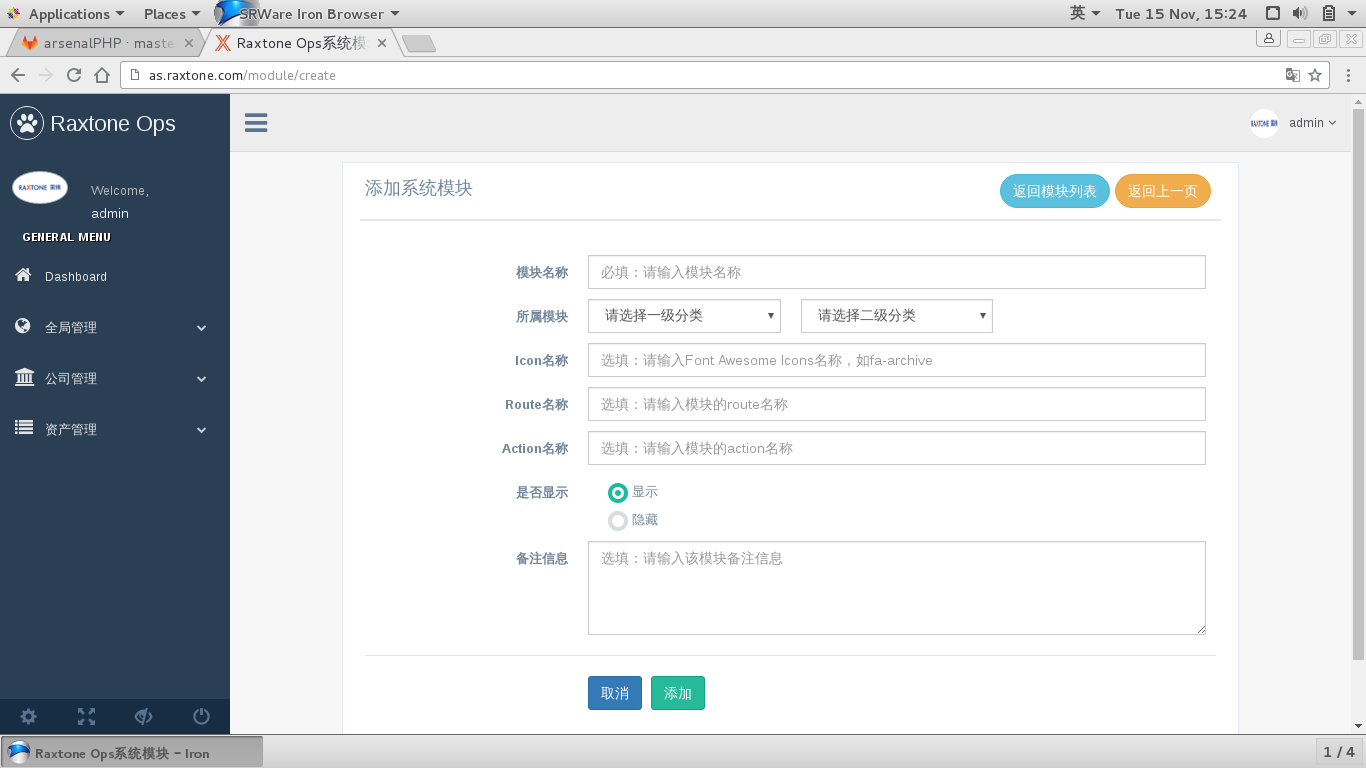 Applications Places SRWare Iron Browser 英 Tue 15 Nov, 15:24
arsenalPHP · maste Raxtone Ops系统模
as.raxtone.com/module/create
Raxtone Ops
admin
RAXTONE
Welcome,
admin
GENERAL MENU
Dashboard
全局管理
公司管理
资产管理
添加系统模块 返回模块列表 返回上一页
模块名称 必填：请输入模块名称
所属模块 请选择一级分类 请选择二级分类
Icon名称 选填：请输入Font Awesome Icons名称，如fa-archive
Route名称 选填：请输入模块的route名称
Action名称 选填：请输入模块的action名称
是否显示 显示
隐藏
备注信息 选填：请输入该模块备注信息
取消 添加
Raxtone Ops系统模块 - Iron 1 / 4